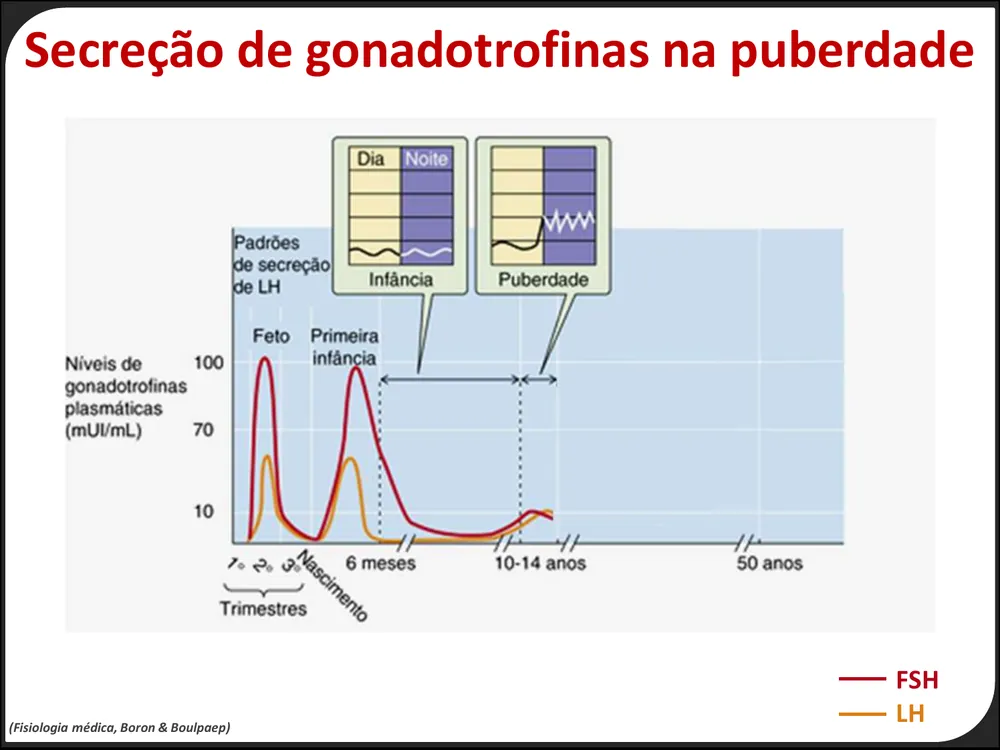 Secreção de gonadotrofinas na puberdade
Dia Noite
Infância
Puberdade
Padrões
de secreção
de LH
Feto
Primeira
infância
Níveis de
gonadotrofinas
plasmáticas
(mUI/mL)
100
70
10
1º 2º 3º
Nascimento
Trimestres
6 meses
10-14 anos
50 anos
FSH
LH
(Fisiologia médica, Boron & Boulpaep)